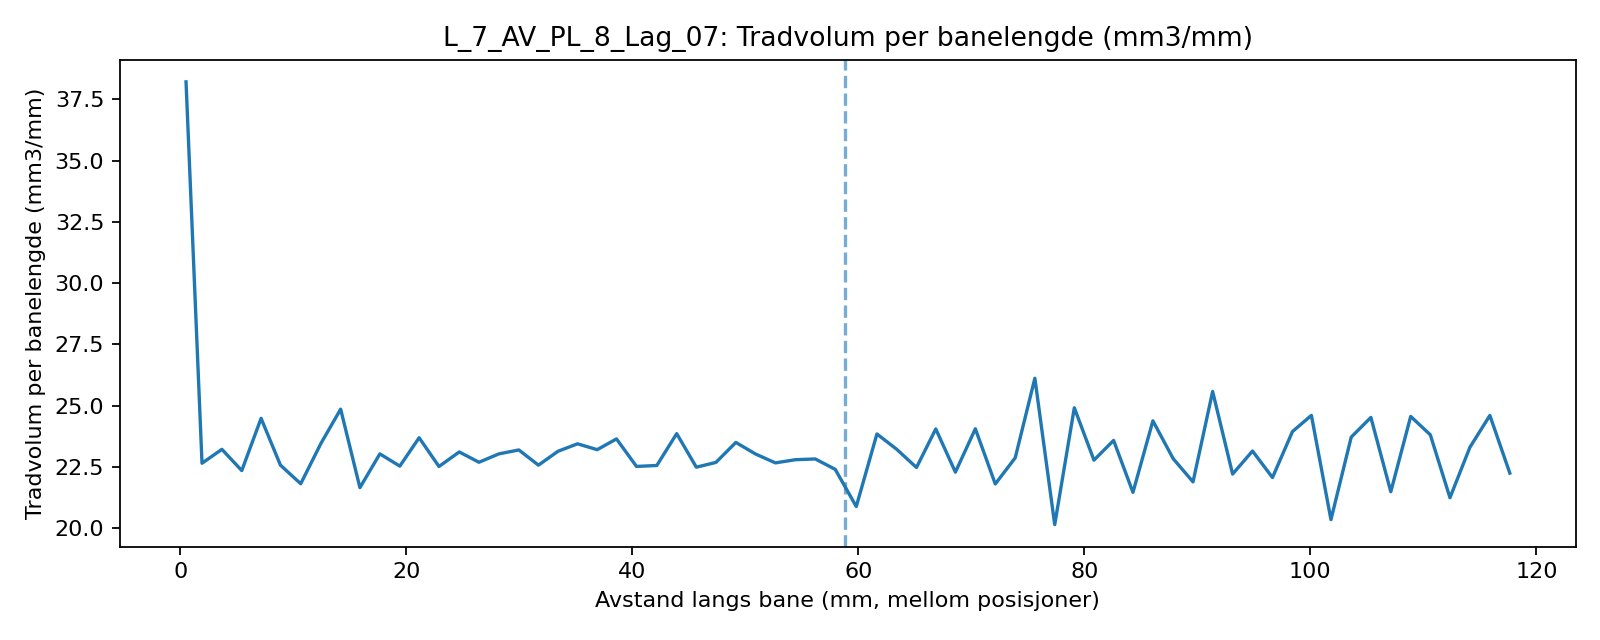 L_7_AV_PL_8_Lag_07: Tradvolum per banelengde (mm3/mm)
Tradvolum per banelengde (mm3/mm)
37.5
35.0
32.5
30.0
27.5
25.0
22.5
20.0
0 20 40 60 80 100 120
Avstand langs bane (mm, mellom posisjoner)